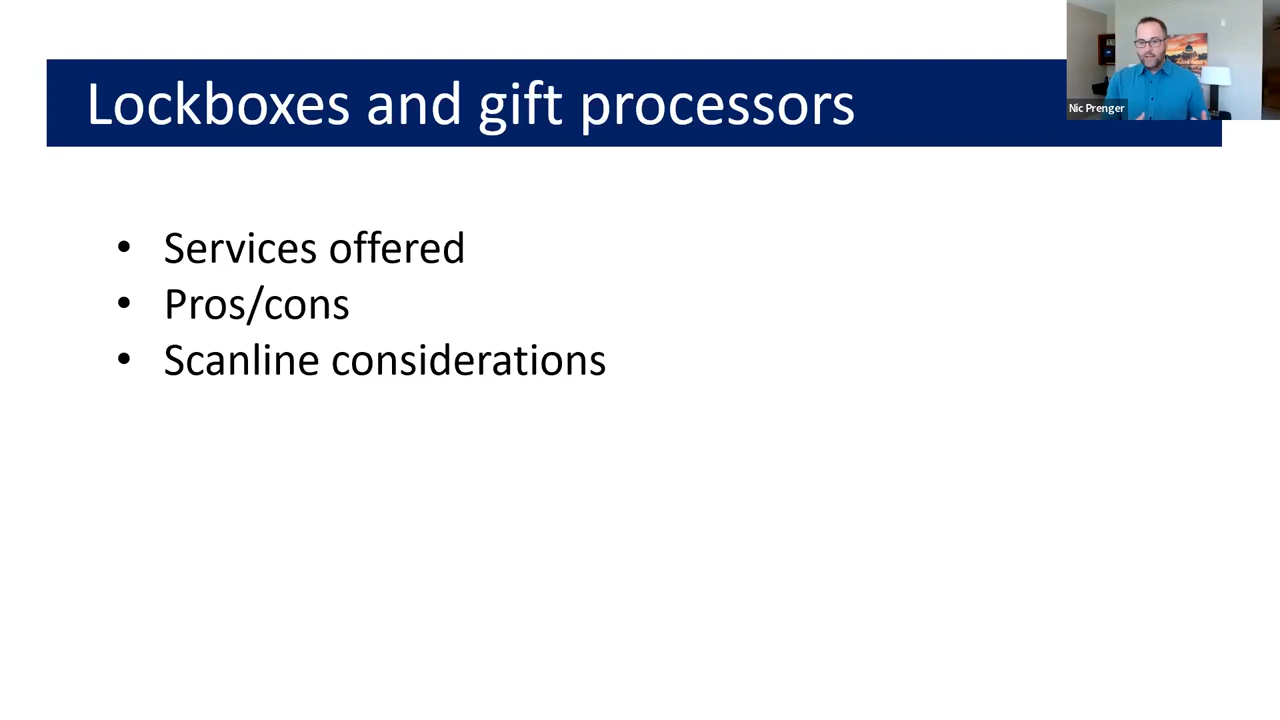 Lockboxes and gift processors
Nic Prenger
• Services offered
• Pros/cons
• Scanline considerations